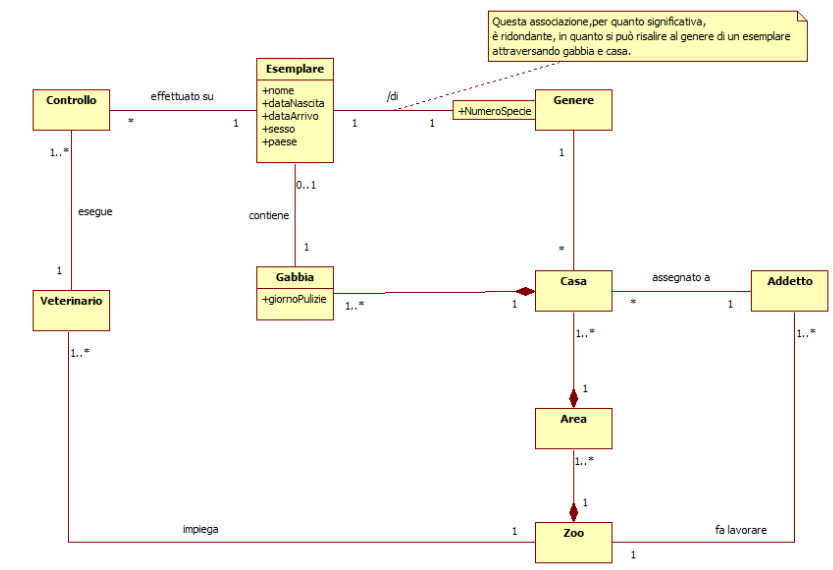 Questa associazione,per quanto significativa,
è ridondante, in quanto si può risalire al genere di un esemplare
attraversando gabbia e casa.
Controllo
effettuato su
*
1
Esemplare
+nome
+dataNascita
+dataArrivo
+sesso
+paese
/di
1
1
+NumeroSpecie
Genere
1..*
esegue
1
0..1
contiene
1
1
*
Veterinario
Gabbia
+giornoPulizie
1..*
1
Casa
assegnato a
*
1
Addetto
1..*
1..*
1..*
1
Area
1..*
1
impiega
1
Zoo
fa lavorare
1